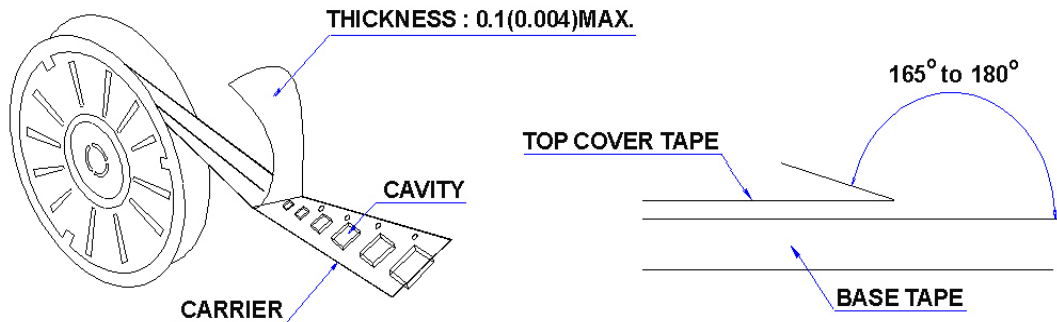 THICKNESS : 0.1(0.004)MAX.
165° to 180°
TOP COVER TAPE
CAVITY
CARRIER
BASE TAPE